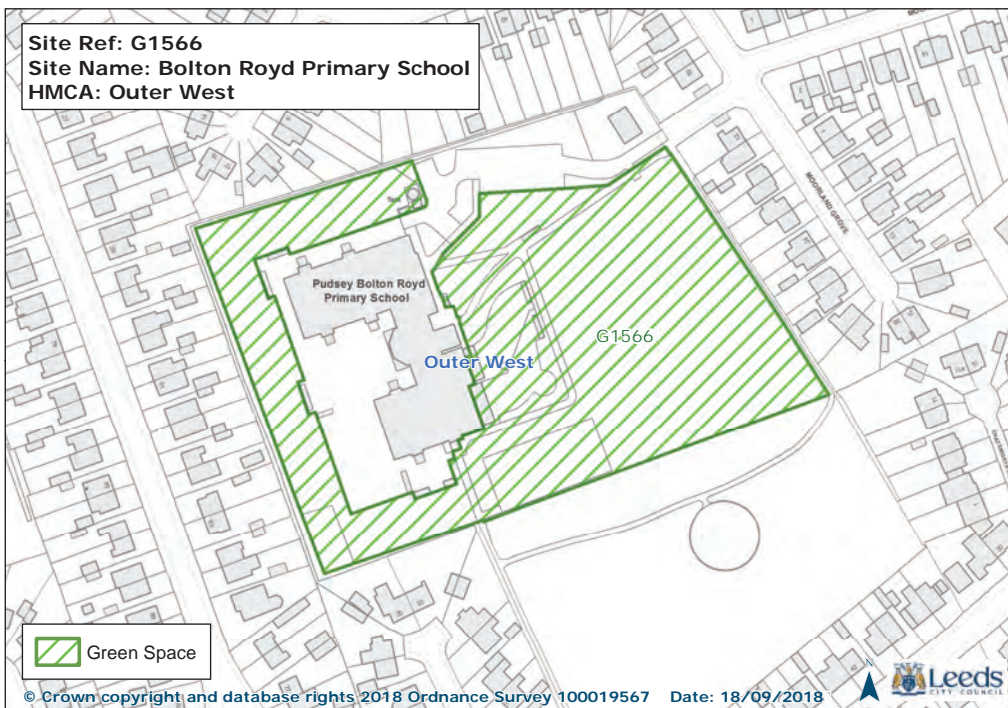 Site Ref: G1566
Site Name: Bolton Royd Primary School
HMCA: Outer West
MOORLAND GROVE
Pudsey Bolton Royd
Primary School
G1566
Outer West
Green Space
N
© Crown copyright and database rights 2018 Ordnance Survey 100019567 Date: 18/09/2018
Leeds
CITY COUNCIL